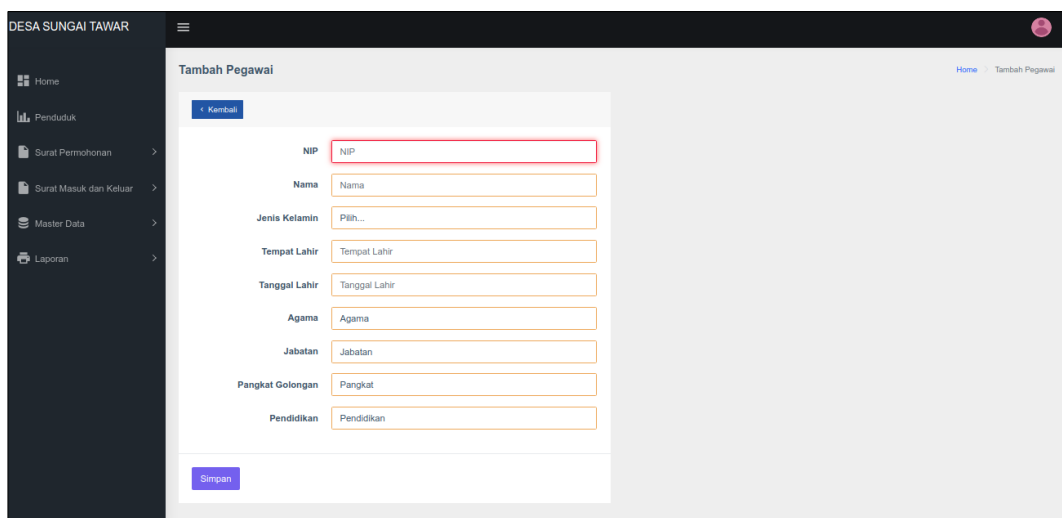 DESA SUNGAI TAWAR
Home
Penduduk
Surat Permohonan
Surat Masuk dan Keluar
Master Data
Laporan
Tambah Pegawai
Home > Tambah Pegawai
< Kembali
NIP NIP
Nama Nama
Jenis Kelamin Pilih...
Tempat Lahir Tempat Lahir
Tanggal Lahir Tanggal Lahir
Agama Agama
Jabatan Jabatan
Pangkat Golongan Pangkat
Pendidikan Pendidikan
Simpan